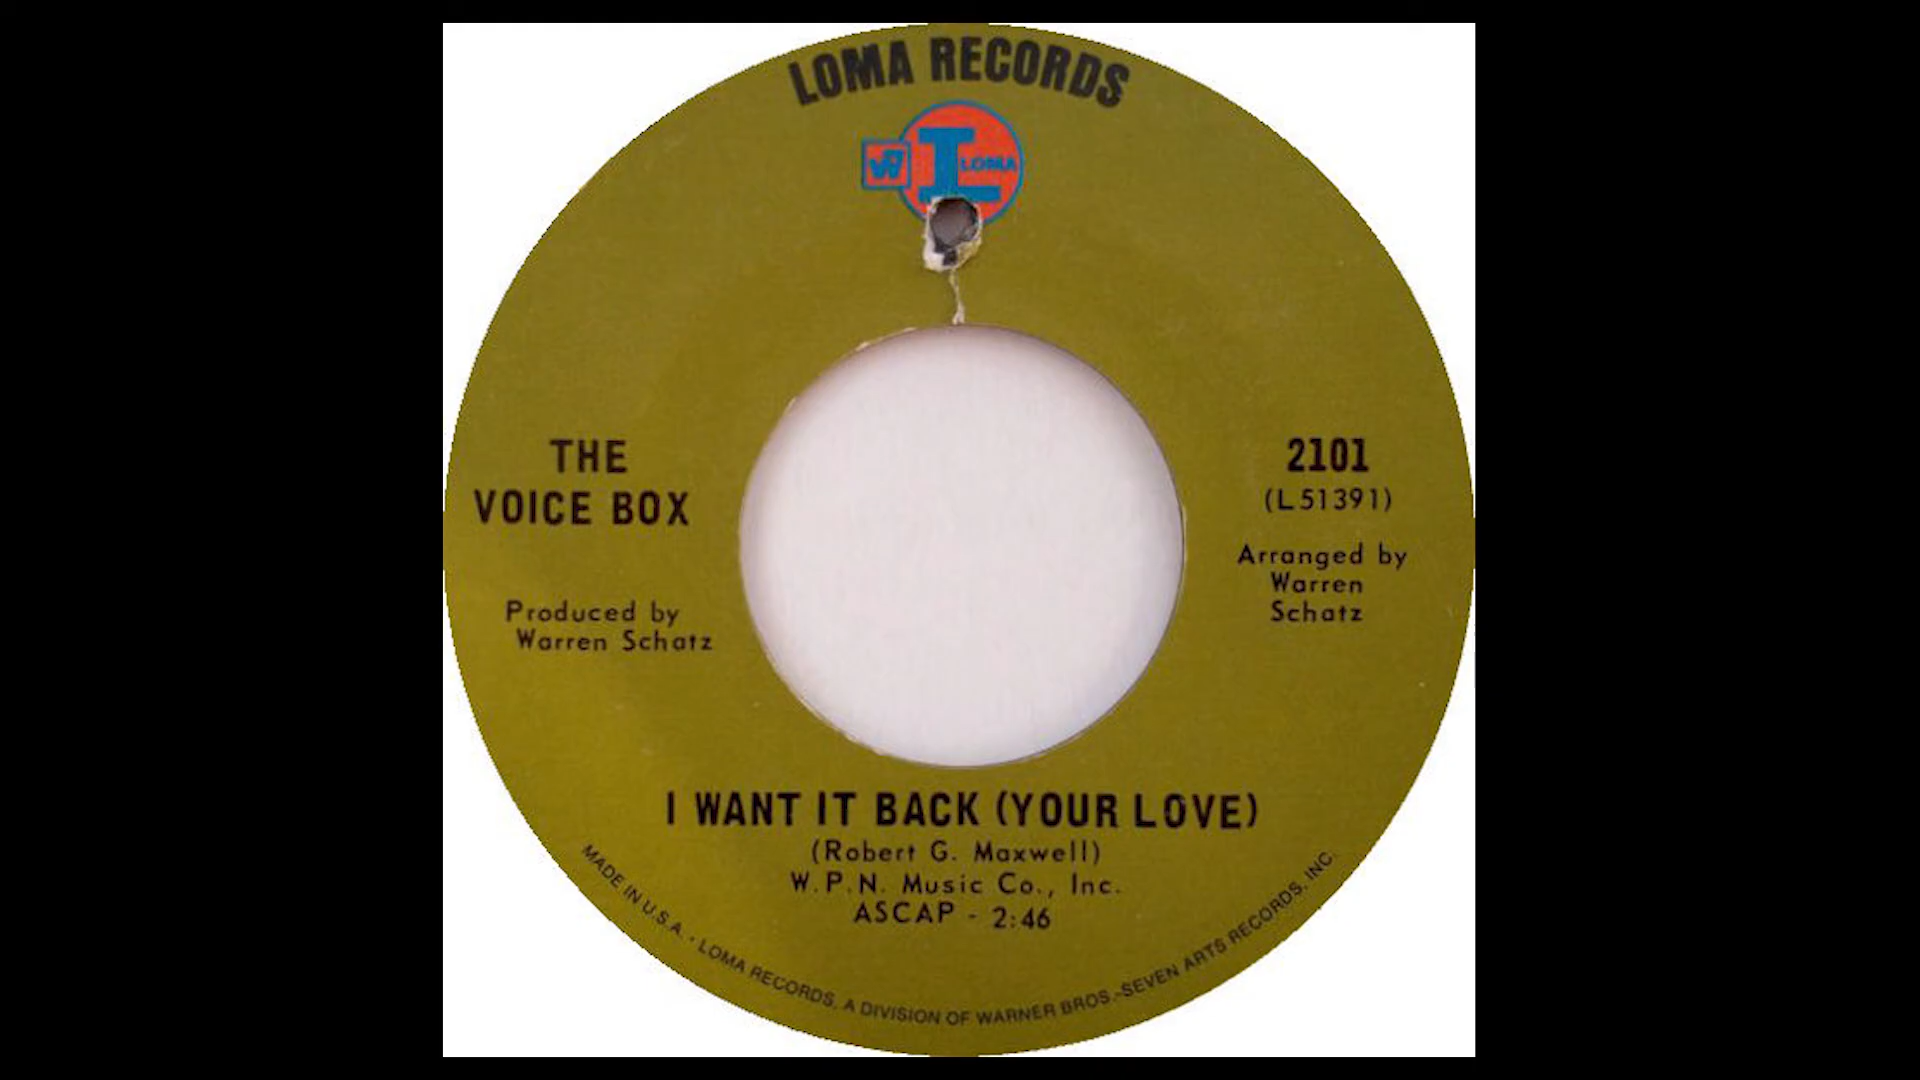 LOMA RECORDS
W7
L LOMA
THE
VOICE BOX
Produced by
Warren Schatz
2101
(L 51391)
Arranged by
Warren
Schatz
I WANT IT BACK (YOUR LOVE)
(Robert G. Maxwell)
W.P.N. Music Co., Inc.
ASCAP - 2:46
MADE IN U.S.A. · LOMA RECORDS, A DIVISION OF WARNER BROS.-SEVEN ARTS RECORDS, INC.